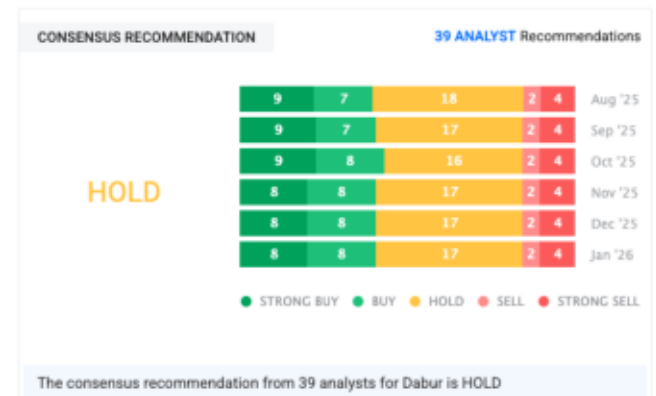 CONSENSUS RECOMMENDATION 39 ANALYST Recommendations
9 7 18 2 4 Aug '25
9 7 17 2 4 Sep '25
9 8 16 2 4 Oct '25
HOLD 8 8 17 2 4 Nov '25
8 8 17 2 4 Dec '25
8 8 17 2 4 Jan '26
STRONG BUY BUY HOLD SELL STRONG SELL
The consensus recommendation from 39 analysts for Dabur is HOLD